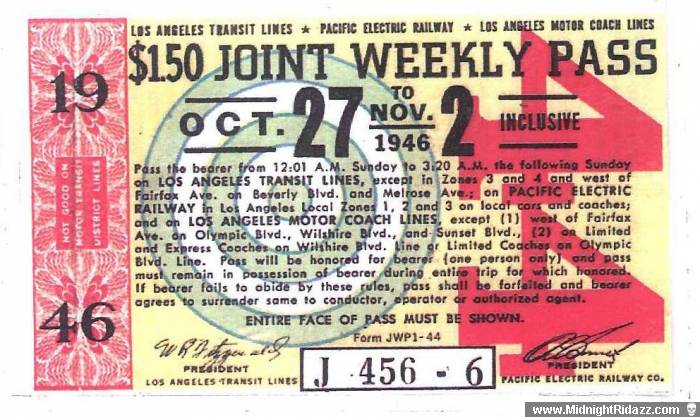 LOS ANGELES TRANSIT LINES ★ PACIFIC ELECTRIC RAILWAY ★ LOS ANGELES MOTOR COACH LINES
$1.50 JOINT WEEKLY PASS
19
OCT. 27 TO NOV. 2 INCLUSIVE
1946
Pass the bearer from 12:01 A.M. Sunday to 3:20 A.M. the following Sunday
on LOS ANGELES TRANSIT LINES, except in Zones 3 and 4 and west of
Fairfax Ave. on Beverly Blvd. and Melrose Ave.; on PACIFIC ELECTRIC
RAILWAY in Los Angeles Local Zones 1, 2 and 3 on local cars and coaches;
and on LOS ANGELES MOTOR COACH LINES, except (1) west of Fairfax
Ave. on Olympic Blvd., Wilshire Blvd., and Sunset Blvd., (2) on Limited
and Express Coaches on Wilshire Blvd. Line or Limited Coaches on Olympic
Blvd. Line. Pass will be honored for bearer (one person only) and pass
must remain in possession of bearer during entire trip for which honored.
If bearer fails to abide by these rules, pass shall be forfeited and bearer
agrees to surrender same to conductor, operator or authorized agent.
NOT GOOD ON
MOTOR TRANSIT
DISTRICT LINES
46
ENTIRE FACE OF PASS MUST BE SHOWN.
Form JWP1-44
PRESIDENT
LOS ANGELES TRANSIT LINES
J 456 - 6
PRESIDENT
PACIFIC ELECTRIC RAILWAY CO.
www.MidnightRidazz.com